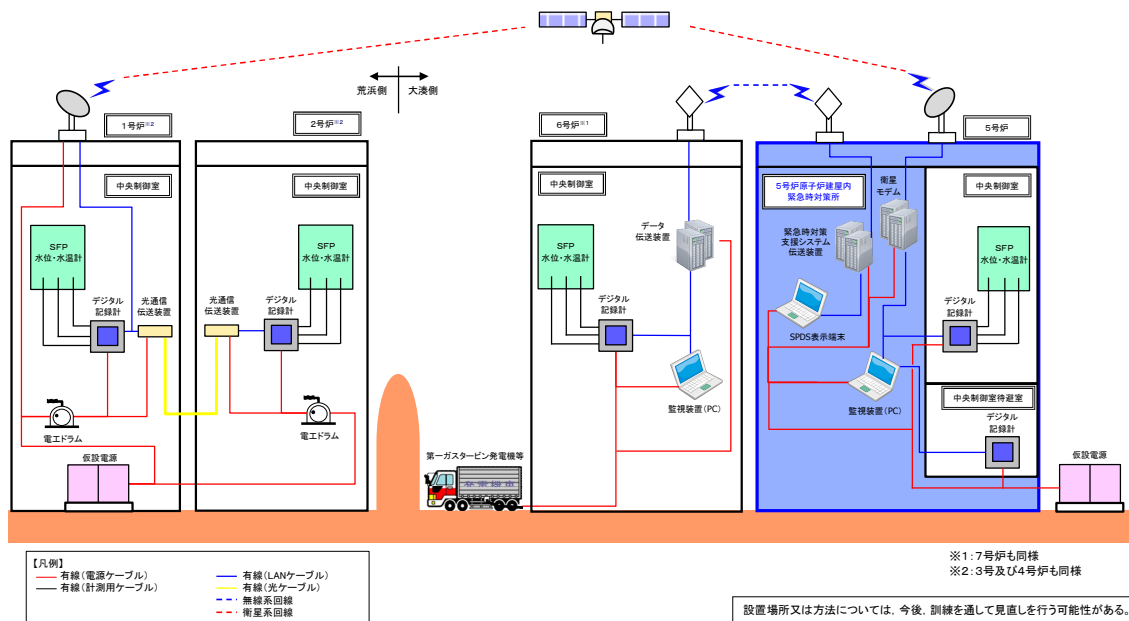 荒浜側
大湊側
1号炉※2
中央制御室
SFP
水位・水温計
デジタル
記録計
光通信
伝送装置
電工ドラム
仮設電源
2号炉※2
中央制御室
SFP
水位・水温計
光通信
伝送装置
デジタル
記録計
電工ドラム
第一ガスタービン発電機等
6号炉※1
中央制御室
SFP
水位・水温計
デジタル
記録計
データ
伝送装置
監視装置(PC)
5号炉
5号炉原子炉建屋内
緊急時対策所
衛星
モデム
緊急時対策
支援システム
伝送装置
SPDS表示端末
監視装置(PC)
中央制御室
SFP
水位・水温計
デジタル
記録計
中央制御室待避室
デジタル
記録計
仮設電源
【凡例】
有線(電源ケーブル)
有線(計測用ケーブル)
有線(LANケーブル)
有線(光ケーブル)
無線系回線
衛星系回線
※1:7号炉も同様
※2:3号及び4号炉も同様
設置場所又は方法については,今後,訓練を通して見直しを行う可能性がある。